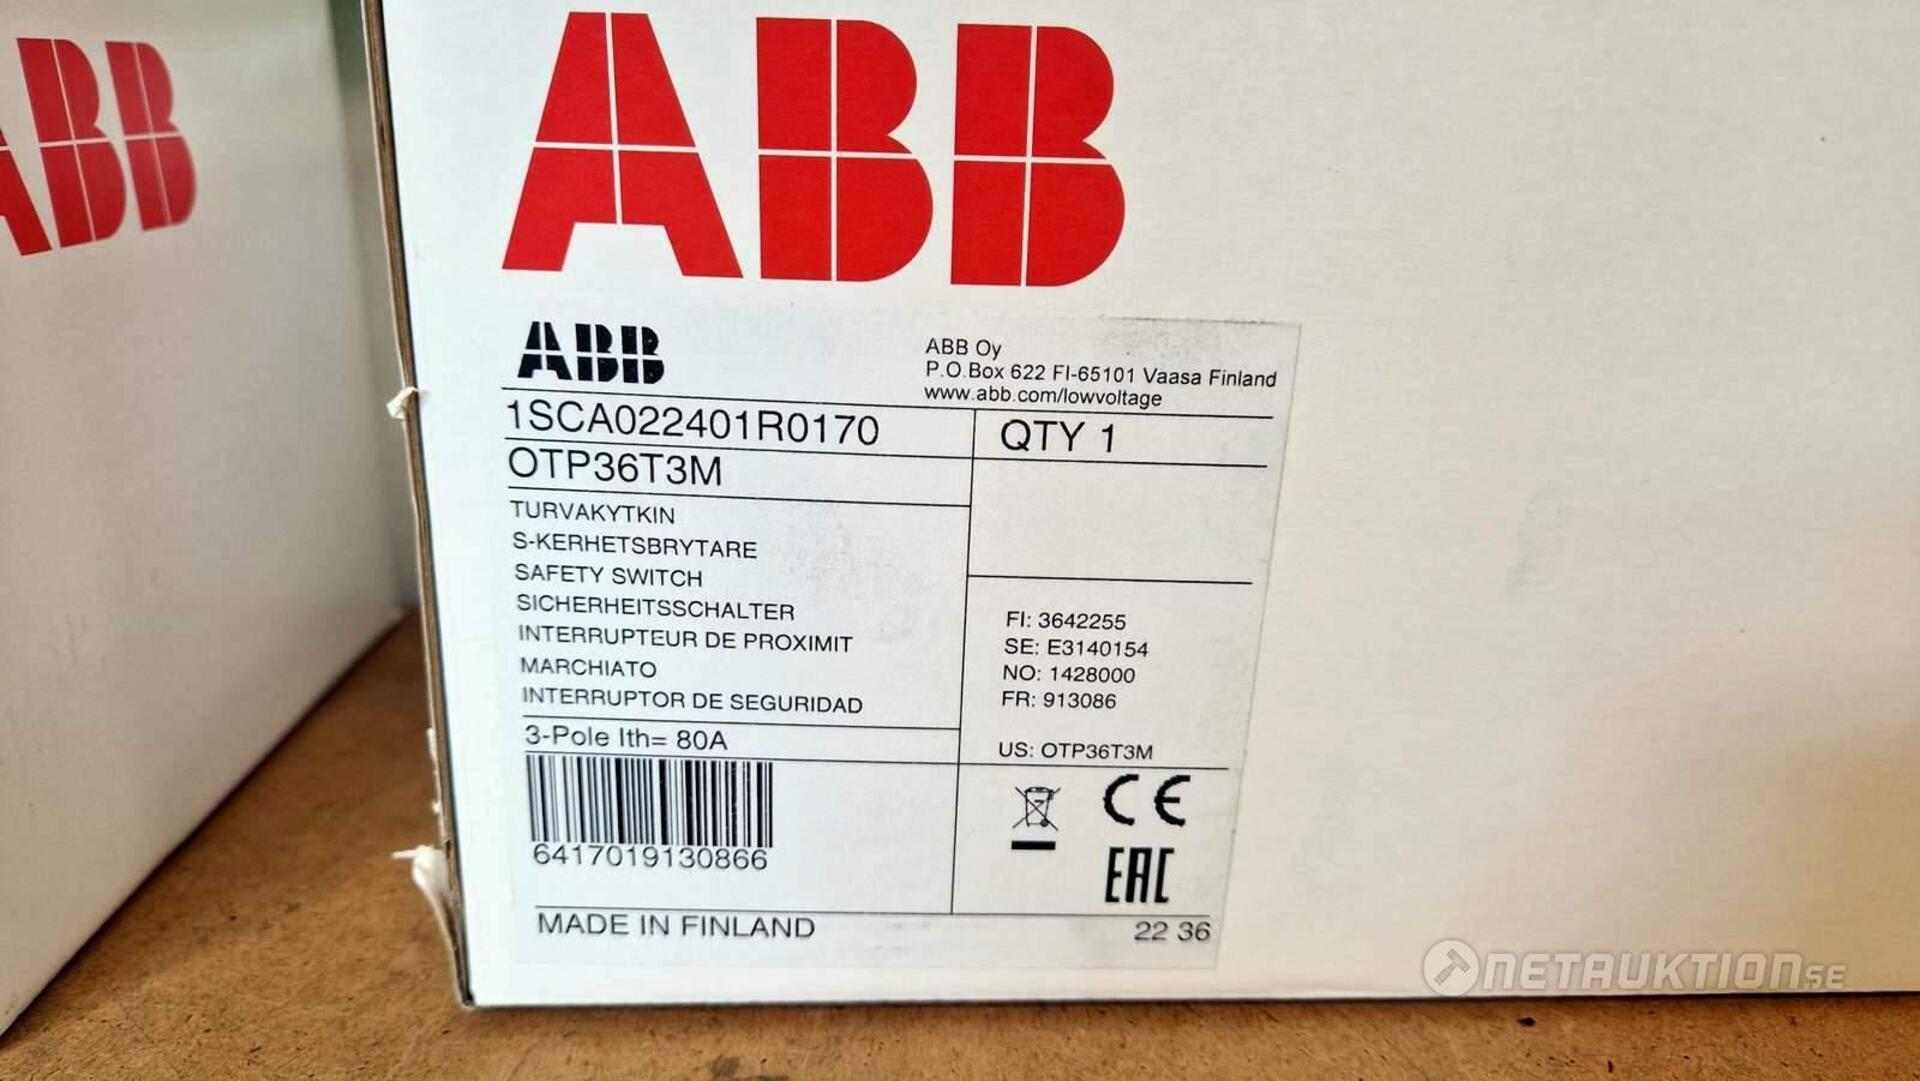 ABB
ABB
ABB
ABB Oy
P.O.Box 622 FI-65101 Vaasa Finland
www.abb.com/lowvoltage
1SCA022401R0170
QTY 1
OTP36T3M
TURVAKYTKIN
S-KERHETSBRYTARE
SAFETY SWITCH
SICHERHEITSSCHALTER
INTERRUPTEUR DE PROXIMIT
MARCHIATO
INTERRUPTOR DE SEGURIDAD
FI: 3642255
SE: E3140154
NO: 1428000
FR: 913086
US: OTP36T3M
3-Pole Ith= 80A
6417019130866
CE
EAC
MADE IN FINLAND
22 36
NETAUKTION.SE